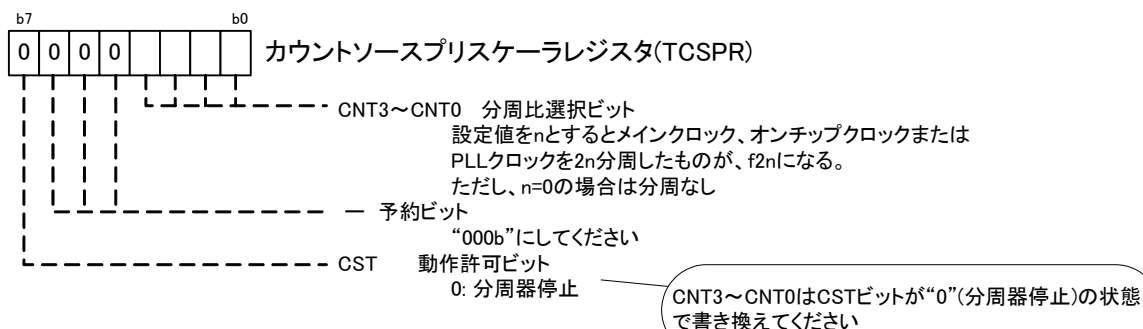 b7 b0
0 0 0 0
カウントソースプリスケーラレジスタ(TCSPR)
CNT3～CNT0 分周比選択ビット
設定値をnとするとメインクロック、オンチップクロックまたは
PLLクロックを2n分周したものが、f2nになる。
ただし、n=0の場合は分周なし
― 予約ビット
“000b”にしてください
CST 動作許可ビット
0: 分周器停止
CNT3～CNT0はCSTビットが“0”(分周器停止)の状態
で書き換えてください